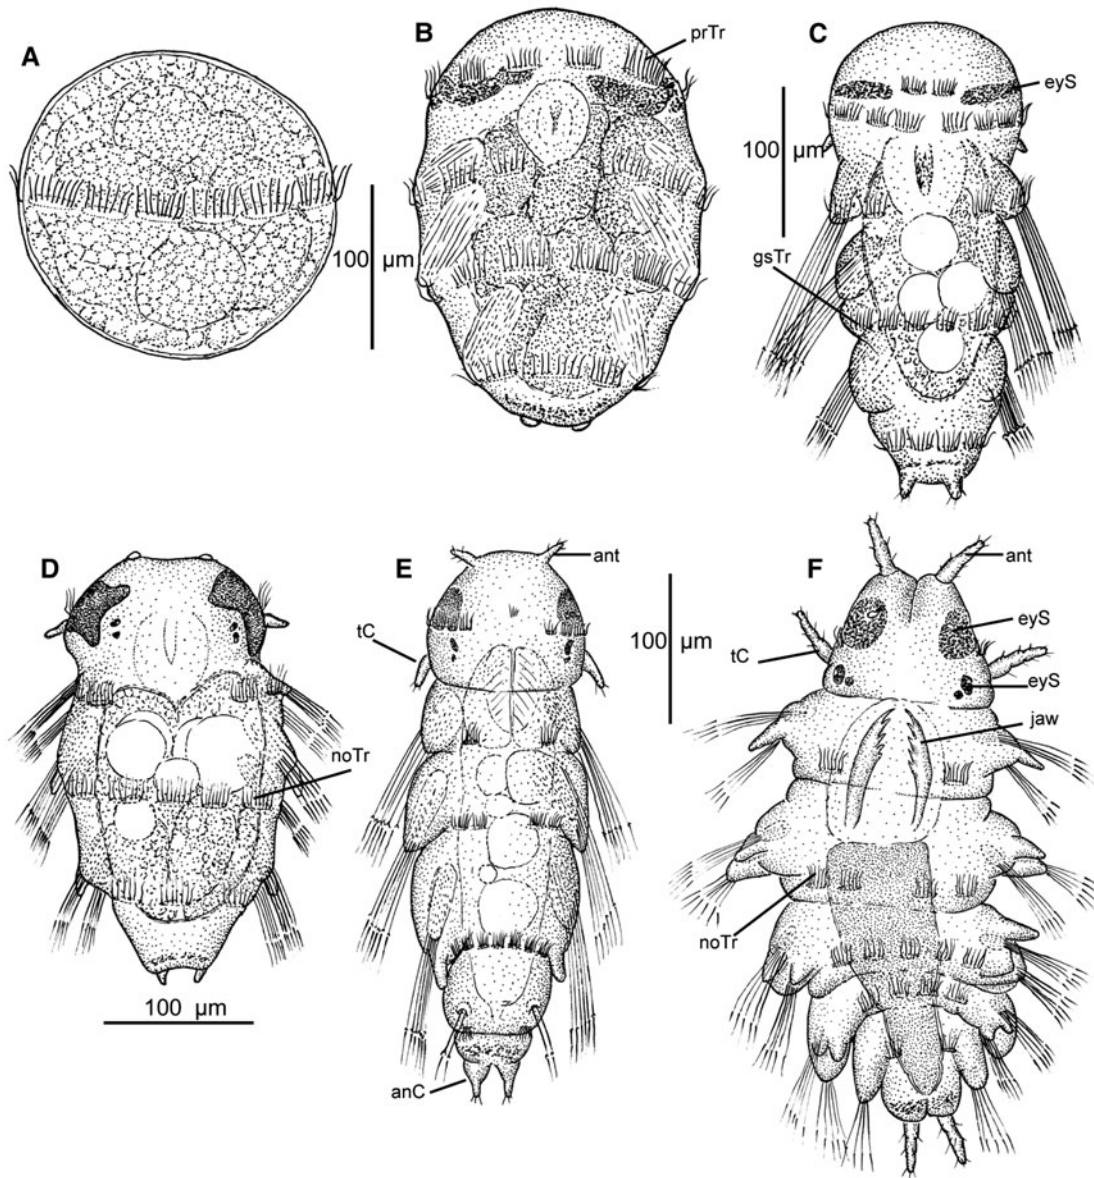 A
B
prTr
C
eyS
100 µm
100 µm
gsTr
D
E
ant
F
ant
tC
100 µm
eyS
tC
eyS
jaw
noTr
noTr
100 µm
anC